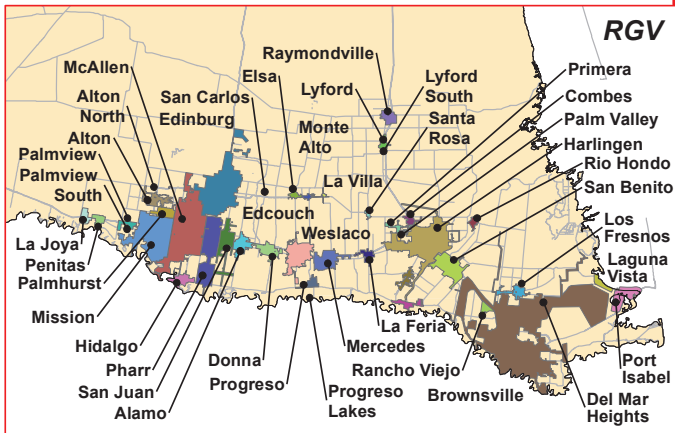 RGV
Raymondville
McAllen
Elsa
Primera
Alton
North
San Carlos
Edinburg
Lyford
Lyford
South
Combes
Monte
Alto
Santa
Rosa
Palm Valley
Alton
Harlingen
Palmview
Rio Hondo
Palmview
South
La Villa
San Benito
Edcouch
Los
Fresnos
La Joya
Weslaco
Laguna
Vista
Penitas
Palmhurst
Mission
La Feria
Hidalgo
Donna
Mercedes
Port
Isabel
Pharr
Rancho Viejo
San Juan
Progreso
Progreso
Lakes
Brownsville
Del Mar
Heights
Alamo